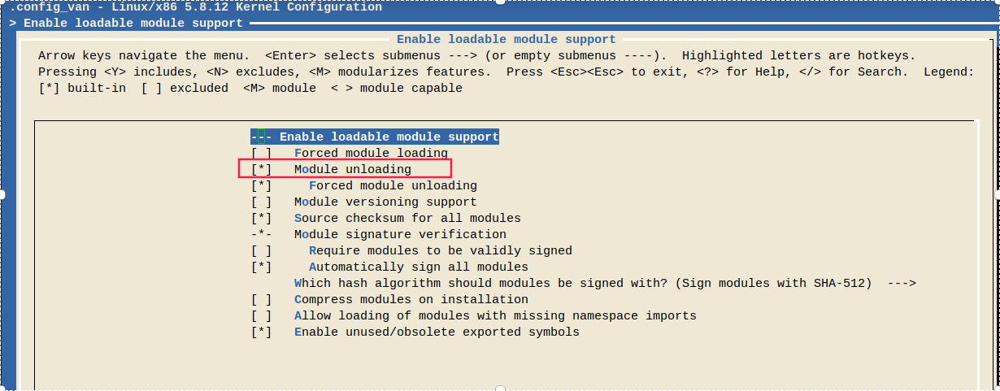 .config_van - Linux/x86 5.8.12 Kernel Configuration
> Enable loadable module support
Enable loadable module support
Arrow keys navigate the menu.  <Enter> selects submenus ---> (or empty submenus ----).  Highlighted letters are hotkeys.
Pressing <Y> includes, <N> excludes, <M> modularizes features.  Press <Esc><Esc> to exit, <?> for Help, </> for Search.  Legend:
[*] built-in  [ ] excluded  <M> module  < > module capable
--- Enable loadable module support
[ ]   Forced module loading
[*]   Module unloading
[*]     Forced module unloading
[ ]   Module versioning support
[*]   Source checksum for all modules
-*-   Module signature verification
[ ]     Require modules to be validly signed
[*]     Automatically sign all modules
Which hash algorithm should modules be signed with? (Sign modules with SHA-512)  --->
[ ]   Compress modules on installation
[ ]   Allow loading of modules with missing namespace imports
[*]   Enable unused/obsolete exported symbols